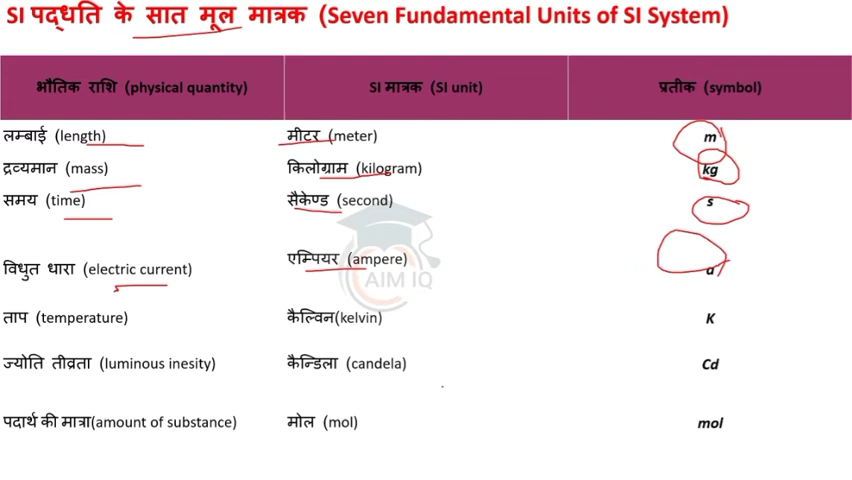 SI पद्धति के सात मूल मात्रक (Seven Fundamental Units of SI System)
भौतिक राशि (physical quantity) SI मात्रक (SI unit) प्रतीक (symbol)
लम्बाई (length) मीटर (meter) m
द्रव्यमान (mass) किलोग्राम (kilogram) kg
समय (time) सैकेण्ड (second) s
विधुत धारा (electric current) एम्पियर (ampere) a
AIM IQ
ताप (temperature) कैल्विन(kelvin) K
ज्योति तीव्रता (luminous inesity) कैन्डिला (candela) Cd
पदार्थ की मात्रा(amount of substance) मोल (mol) mol